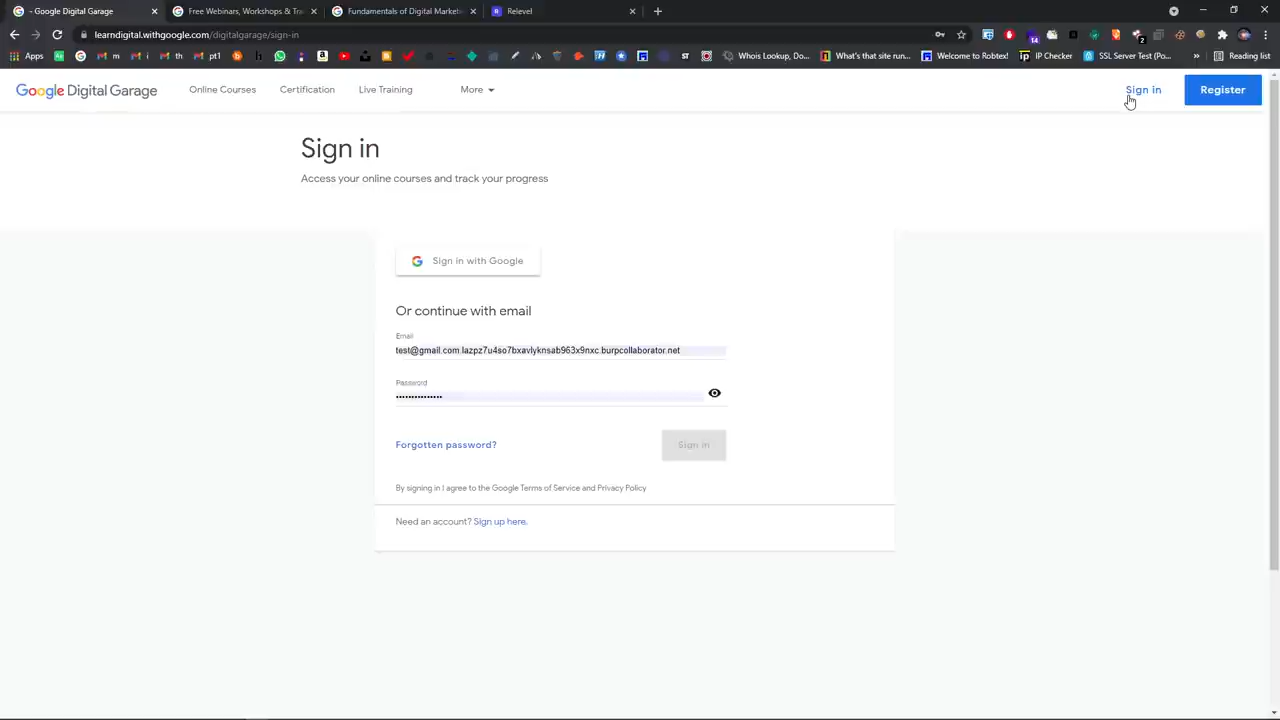 - Google Digital Garage
Free Webinars, Workshops & Tra
Fundamentals of Digital Market
Relevel
learndigital.withgoogle.com/digitalgarage/sign-in
Apps
m
i
th
pt1
Whois Lookup, Do...
What's that site run...
Welcome to Robtex!
IP Checker
SSL Server Test (Po...
Reading list
Google Digital Garage
Online Courses
Certification
Live Training
More
Sign in
Register
Sign in
Access your online courses and track your progress
Sign in with Google
Or continue with email
Email
test@gmail.com.lazpz7u4so7bxavlyknsab963x9nxc.burpcollaborator.net
Password
Forgotten password?
Sign in
By signing in I agree to the Google Terms of Service and Privacy Policy
Need an account? Sign up here.